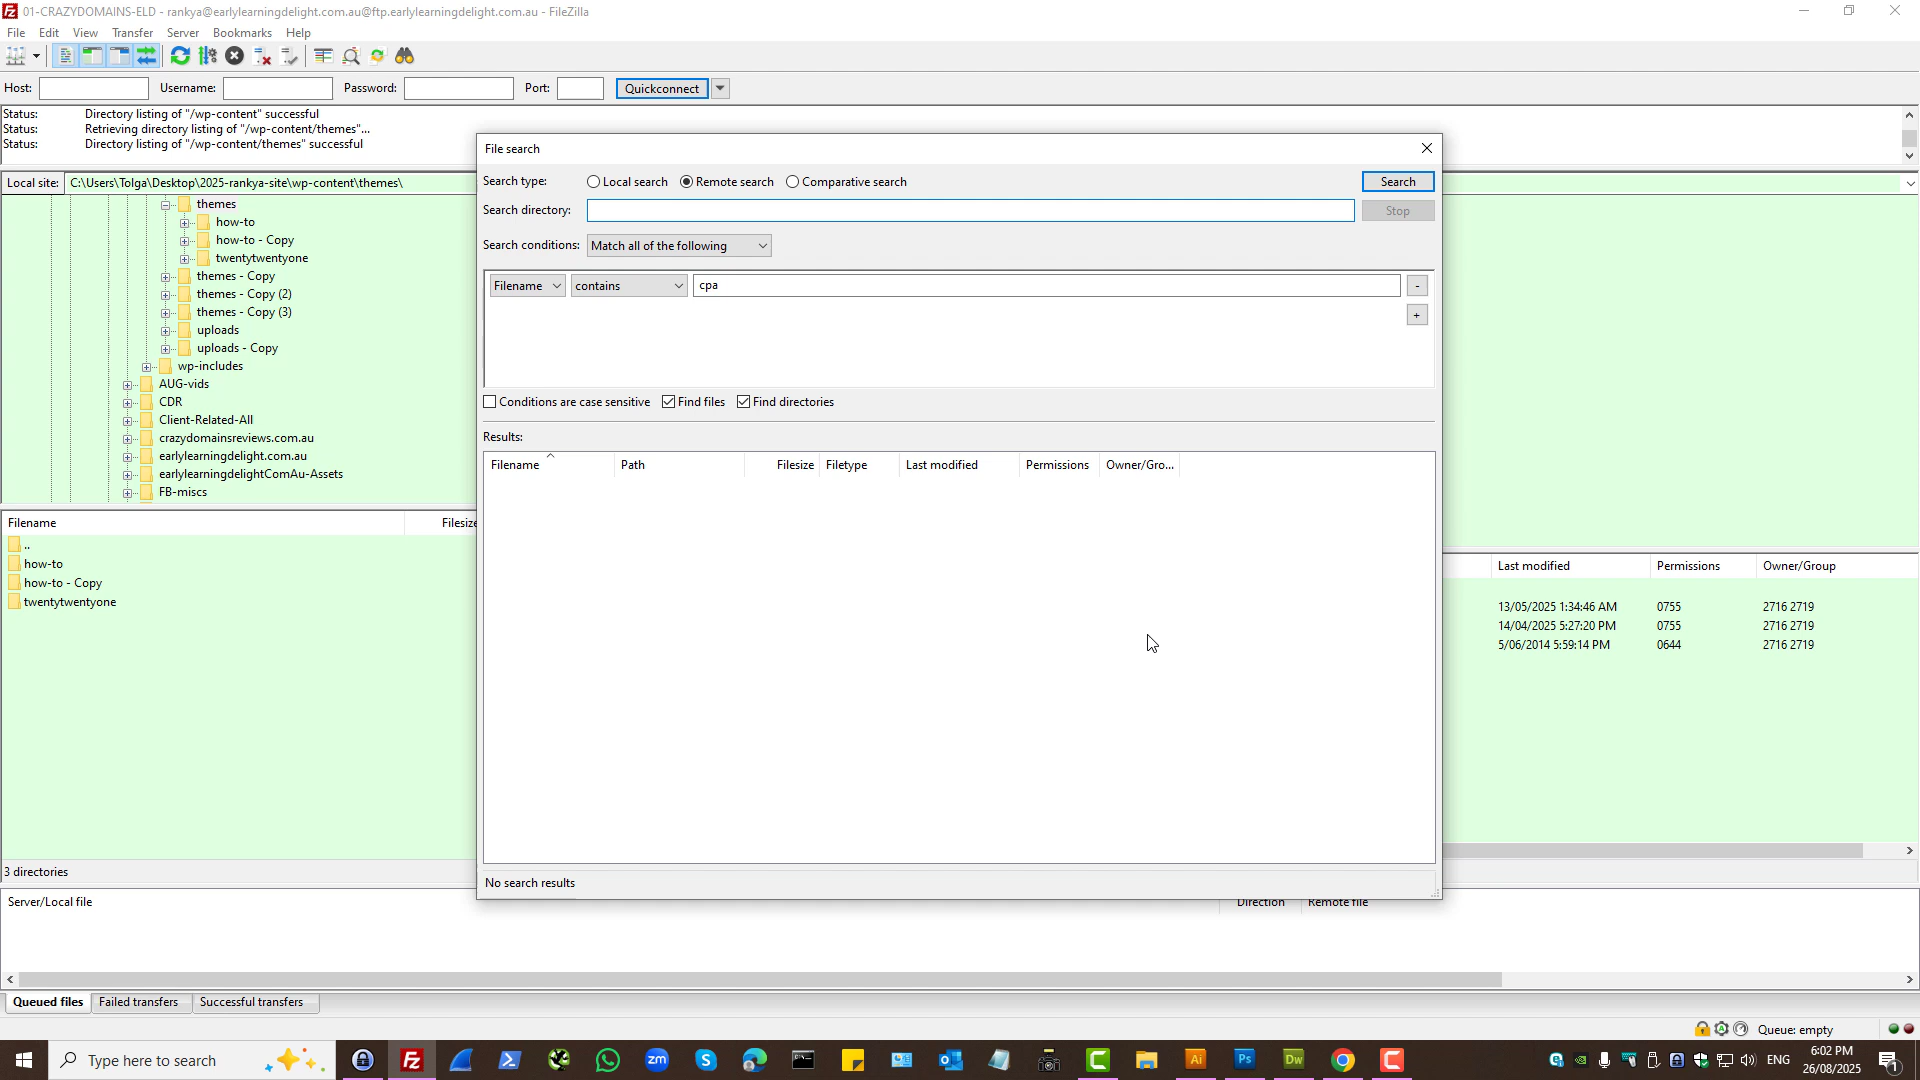 01-CRAZYDOMAINS-ELD - rankya@earlylearningdelight.com.au@ftp.earlylearningdelight.com.au - FileZilla
File Edit View Transfer Server Bookmarks Help
Host: Username: Password: Port: Quickconnect
Status: Directory listing of "/wp-content" successful
Status: Retrieving directory listing of "/wp-content/themes"...
Status: Directory listing of "/wp-content/themes" successful
Local site: C:\Users\Tolga\Desktop\2025-rankya-site\wp-content\themes\
themes
how-to
how-to - Copy
twentytwentyone
themes - Copy
themes - Copy (2)
themes - Copy (3)
uploads
uploads - Copy
wp-includes
AUG-vids
CDR
Client-Related-All
crazydomainsreviews.com.au
earlylearningdelight.com.au
earlylearningdelightComAu-Assets
FB-miscs
Filename Filesize
..
how-to
how-to - Copy
twentytwentyone
3 directories
File search
Search type: Local search Remote search Comparative search Search
Search directory: Stop
Search conditions: Match all of the following
Filename contains cpa -
+
Conditions are case sensitive Find files Find directories
Results:
Filename Path Filesize Filetype Last modified Permissions Owner/Gro...
No search results
Last modified Permissions Owner/Group
13/05/2025 1:34:46 AM 0755 2716 2719
14/04/2025 5:27:20 PM 0755 2716 2719
5/06/2014 5:59:14 PM 0644 2716 2719
Server/Local file Direction Remote file
Queued files Failed transfers Successful transfers
Queue: empty
Type here to search
ENG
6:02 PM
26/08/2025